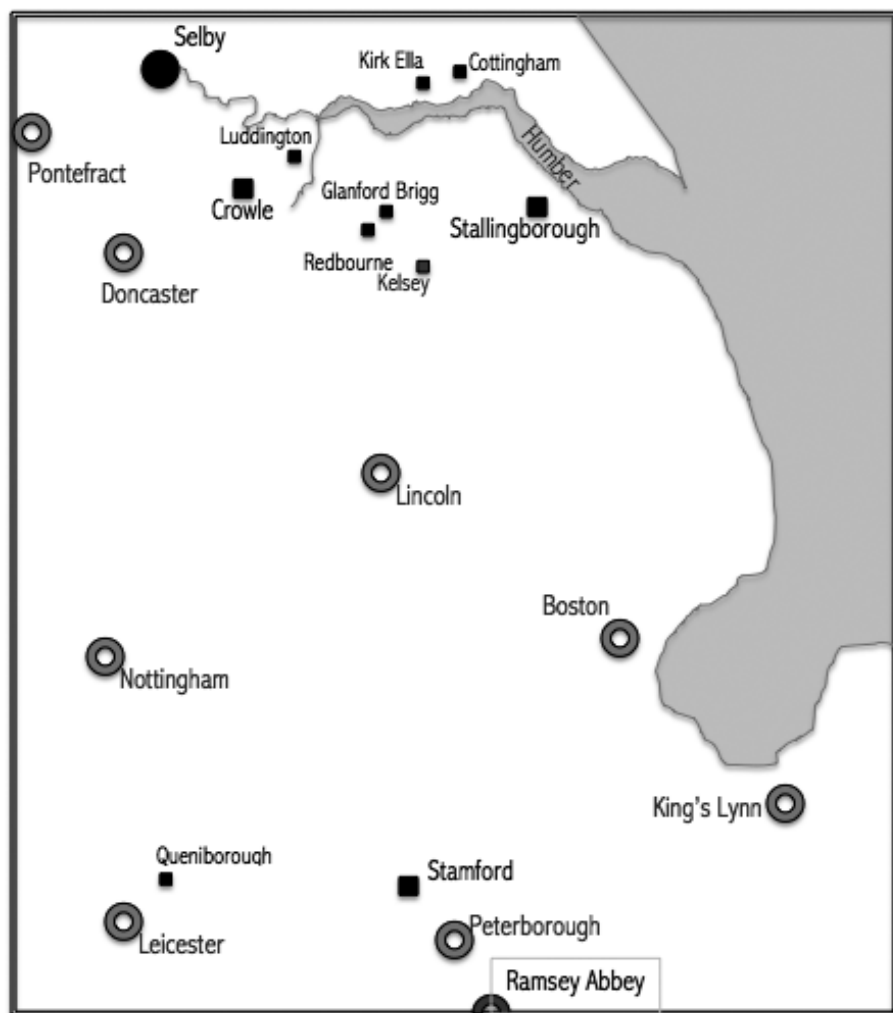 Selby
Kirk Ella
Cottingham
Luddington
Pontefract
Humber
Glanford Brigg
Crowle
Stallingborough
Redbourne
Kelsey
Doncaster
Lincoln
Boston
Nottingham
King's Lynn
Queniborough
Stamford
Peterborough
Leicester
Ramsey Abbey